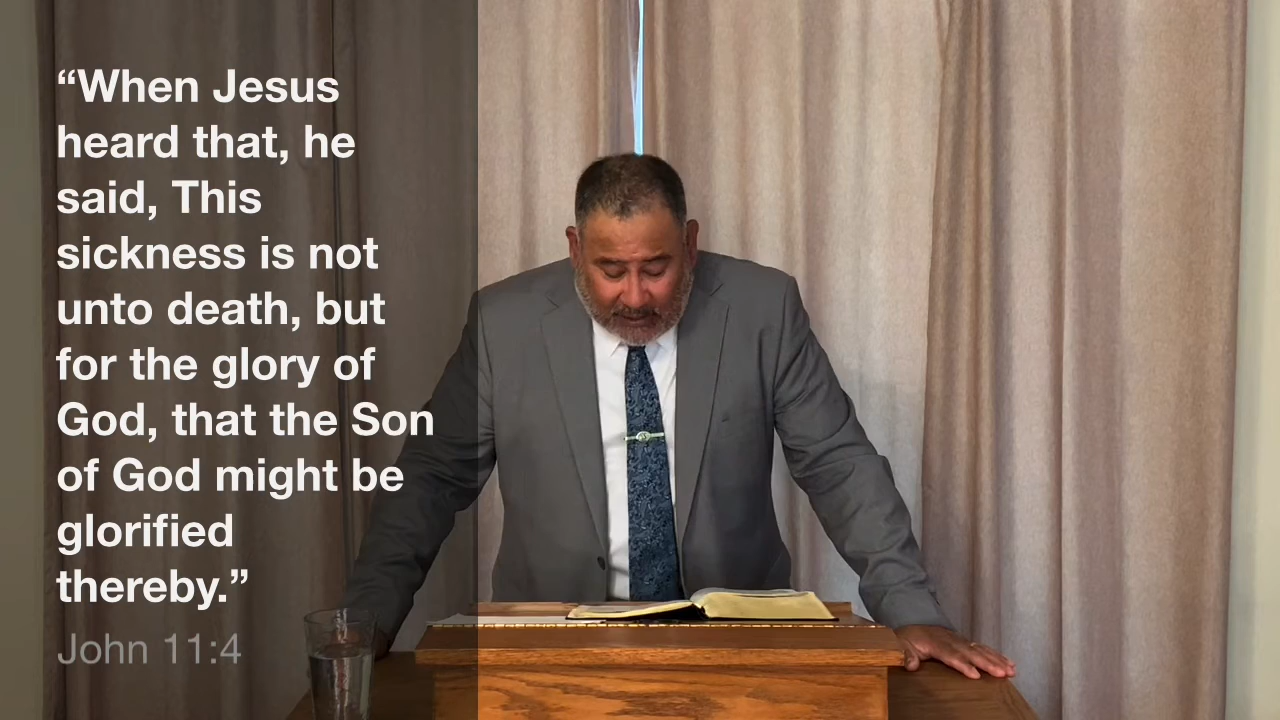 “When Jesus
heard that, he
said, This
sickness is not
unto death, but
for the glory of
God, that the Son
of God might be
glorified
thereby.”
John 11:4